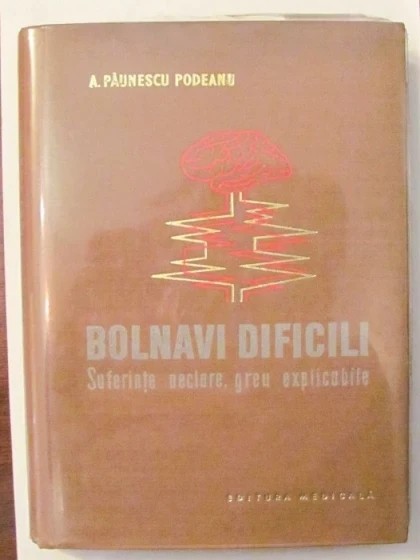 A. PĂUNESCU PODEANU
BOLNAVI DIFICILI
Suferințe neclare, greu explicabile
EDITURA MEDICALĂ